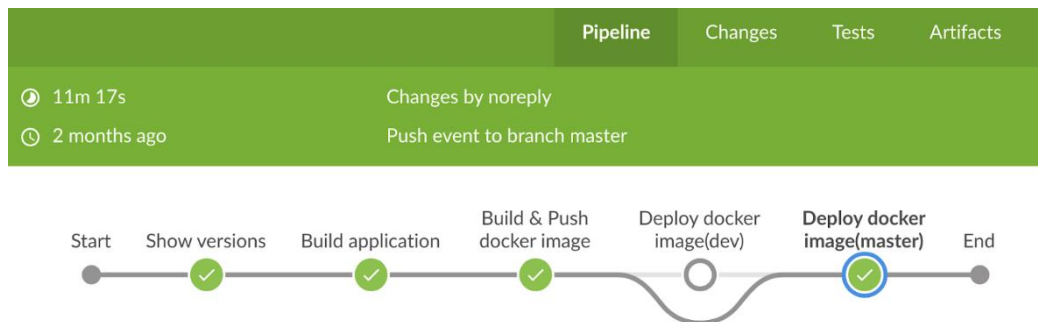 Pipeline Changes Tests Artifacts
11m 17s Changes by noreply
2 months ago Push event to branch master
Start
Show versions
Build application
Build & Push
docker image
Deploy docker
image(dev)
Deploy docker
image(master)
End